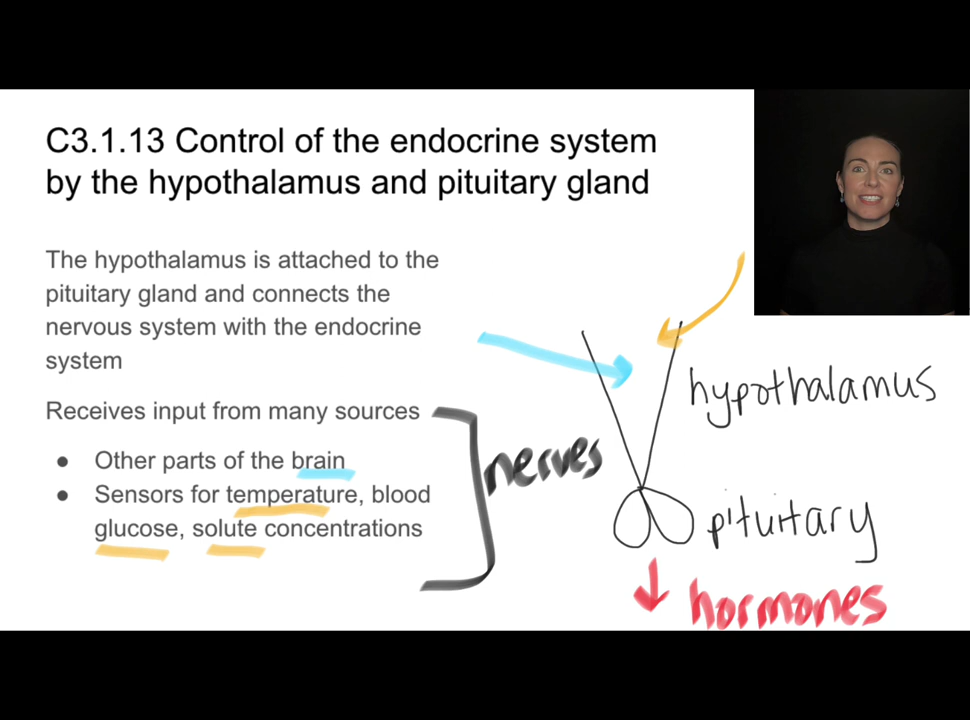 C3.1.13 Control of the endocrine system
by the hypothalamus and pituitary gland
The hypothalamus is attached to the
pituitary gland and connects the
nervous system with the endocrine
system
Receives input from many sources
● Other parts of the brain
● Sensors for temperature, blood
glucose, solute concentrations
nerves
hypothalamus
pituitary
hormones